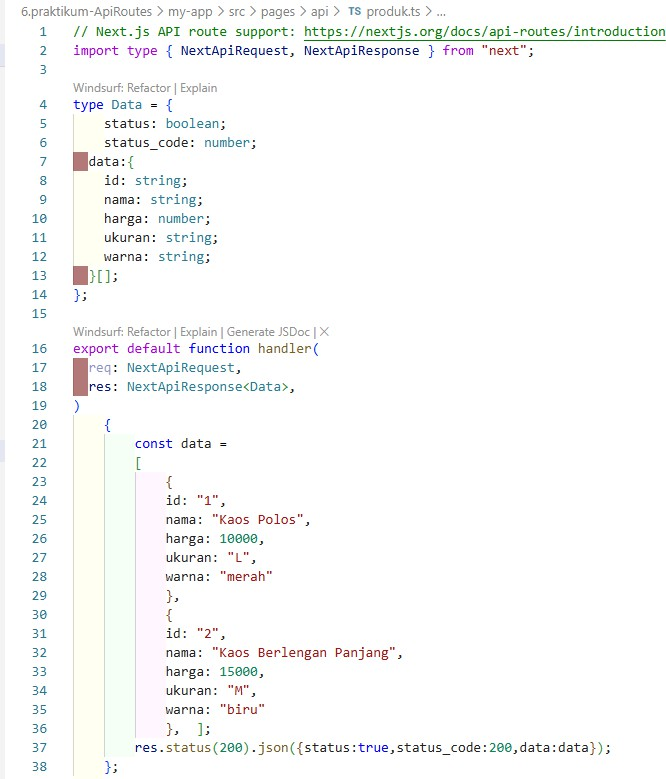 6.praktikum-ApiRoutes > my-app > src > pages > api > TS produk.ts > ...
1 // Next.js API route support: https://nextjs.org/docs/api-routes/introduction
2 import type { NextApiRequest, NextApiResponse } from "next";
3
Windsurf: Refactor | Explain
4 type Data = {
5     status: boolean;
6     status_code: number;
7   data:{
8     id: string;
9     nama: string;
10     harga: number;
11     ukuran: string;
12     warna: string;
13   }[];
14 };
15
Windsurf: Refactor | Explain | Generate JSDoc | ×
16 export default function handler(
17   req: NextApiRequest,
18   res: NextApiResponse<Data>,
19 )
20     {
21         const data =
22         [
23             {
24             id: "1",
25             nama: "Kaos Polos",
26             harga: 10000,
27             ukuran: "L",
28             warna: "merah"
29             },
30             {
31             id: "2",
32             nama: "Kaos Berlengan Panjang",
33             harga: 15000,
34             ukuran: "M",
35             warna: "biru"
36             },  ];
37         res.status(200).json({status:true,status_code:200,data:data});
38     };